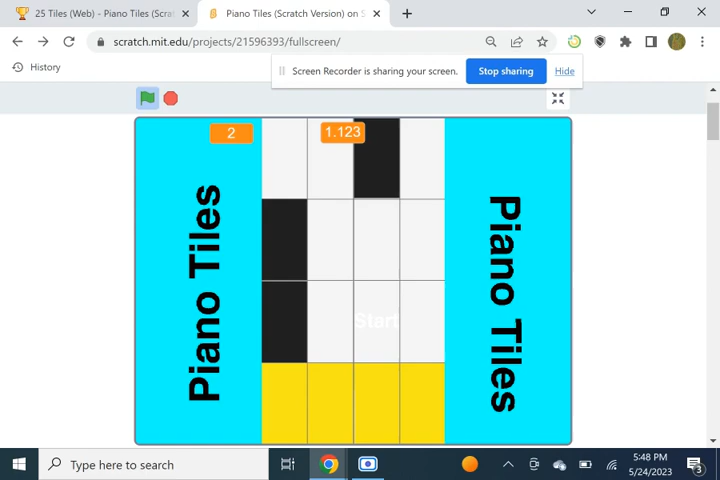 25 Tiles (Web) - Piano Tiles (Scrat
Piano Tiles (Scratch Version) on S
scratch.mit.edu/projects/21596393/fullscreen/
History
Screen Recorder is sharing your screen.
Stop sharing
Hide
2
1.123
Piano Tiles
Piano Tiles
Start
Type here to search
5:48 PM
5/24/2023
3